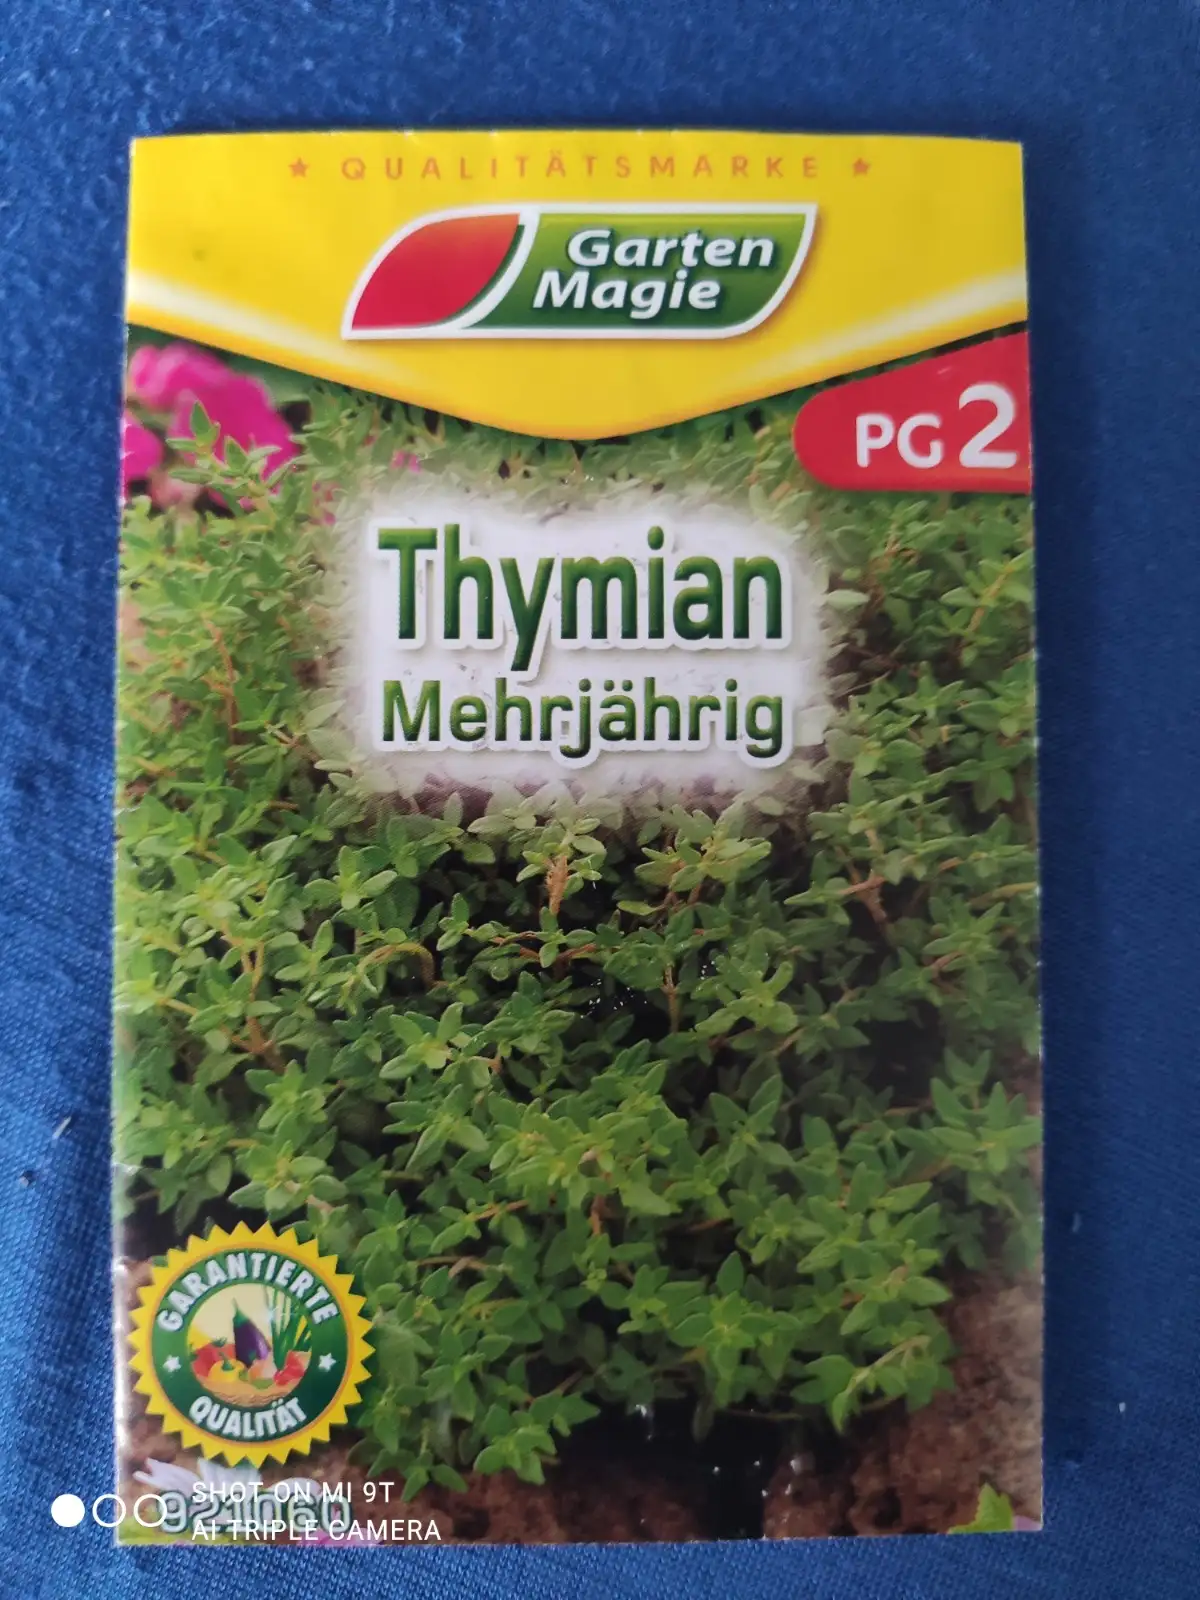 ★ QUALITÄTSMARKE ★
Garten
Magie
PG 2
Thymian
Mehrjährig
GARANTIERTE
QUALITÄT
SHOT ON MI 9T
AI TRIPLE CAMERA